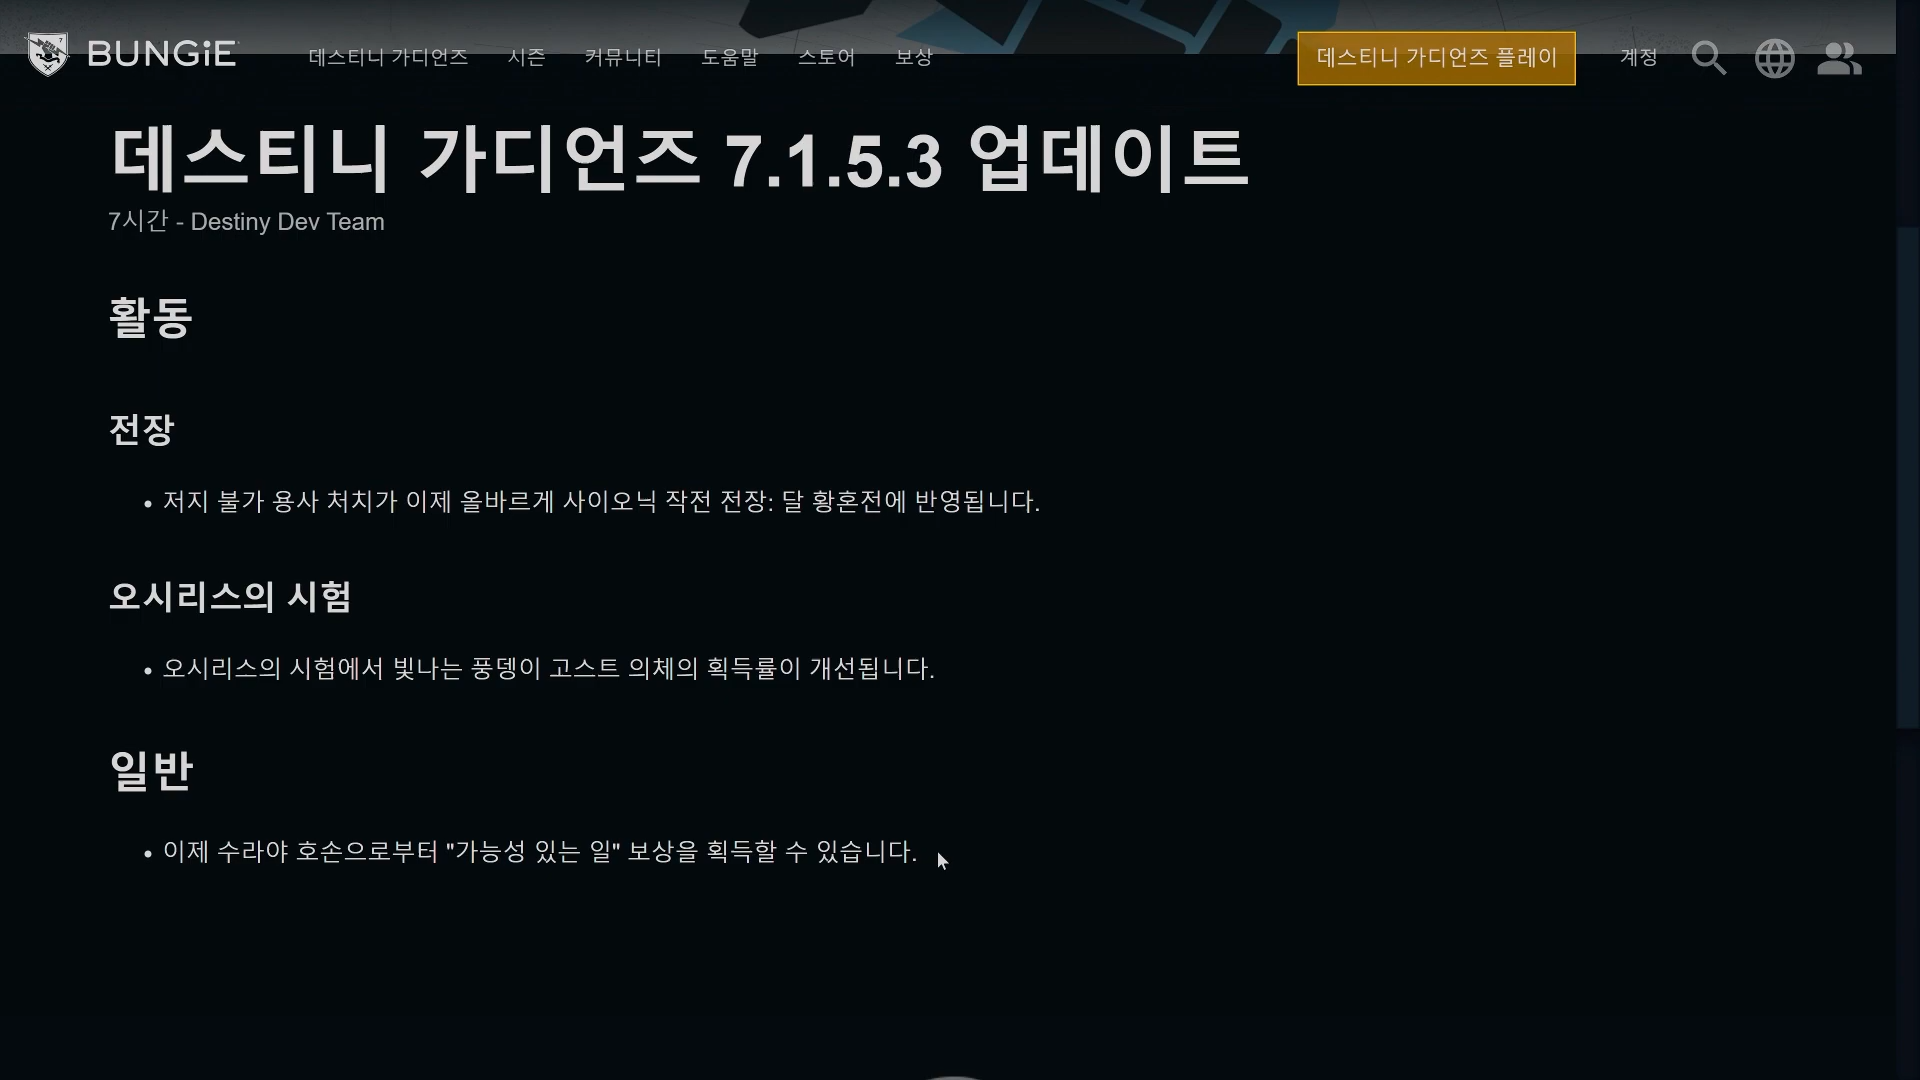 BUNGiE
데스티니 가디언즈 시즌 커뮤니티 도움말 스토어 보상 데스티니 가디언즈 플레이 계정
데스티니 가디언즈 7.1.5.3 업데이트
7시간 - Destiny Dev Team
활동
전장
• 저지 불가 용사 처치가 이제 올바르게 사이오닉 작전 전장: 달 황혼전에 반영됩니다.
오시리스의 시험
• 오시리스의 시험에서 빛나는 풍뎅이 고스트 의체의 획득률이 개선됩니다.
일반
• 이제 수라야 호손으로부터 "가능성 있는 일" 보상을 획득할 수 있습니다.